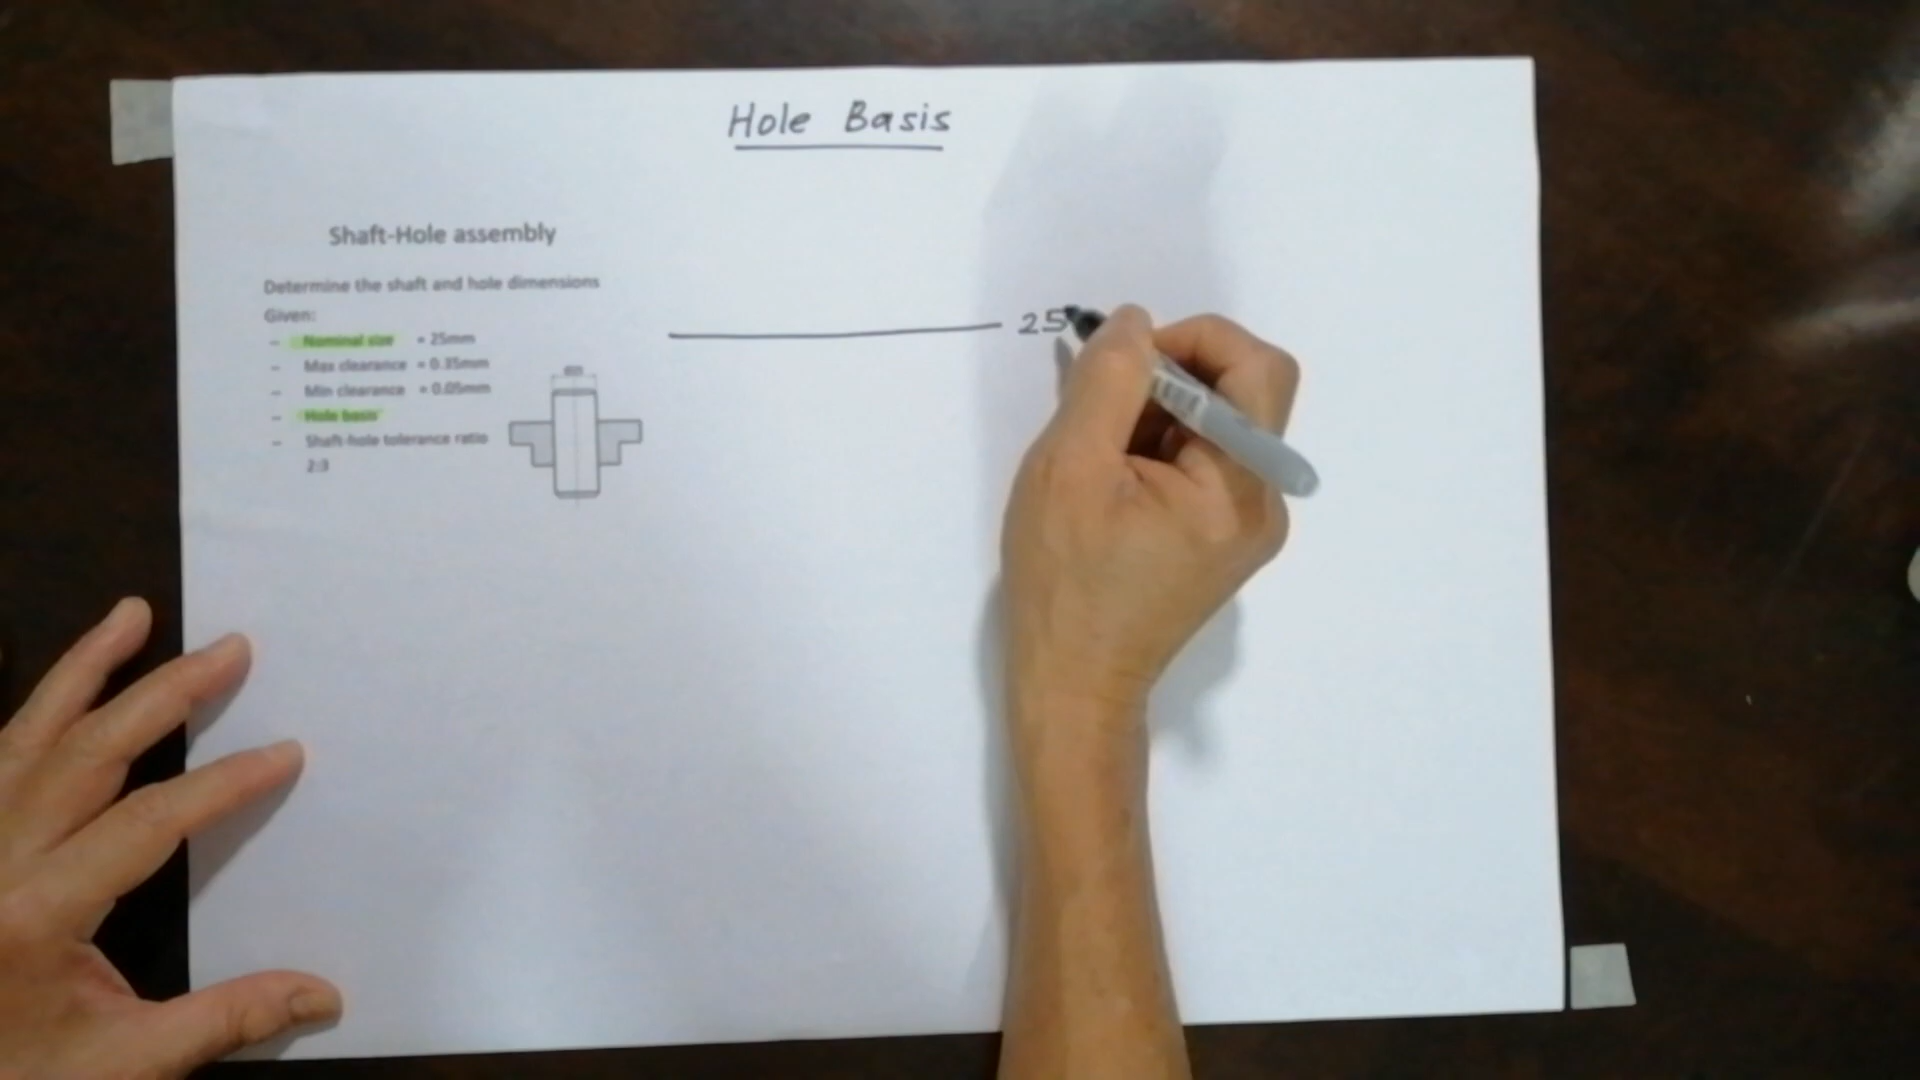 Hole Basis
Shaft-Hole assembly
Determine the shaft and hole dimensions
Given:
- Nominal size = 25mm
- Max clearance = 0.35mm
- Min clearance = 0.05mm
- Hole basis
- Shaft-hole tolerance ratio
2:3
25